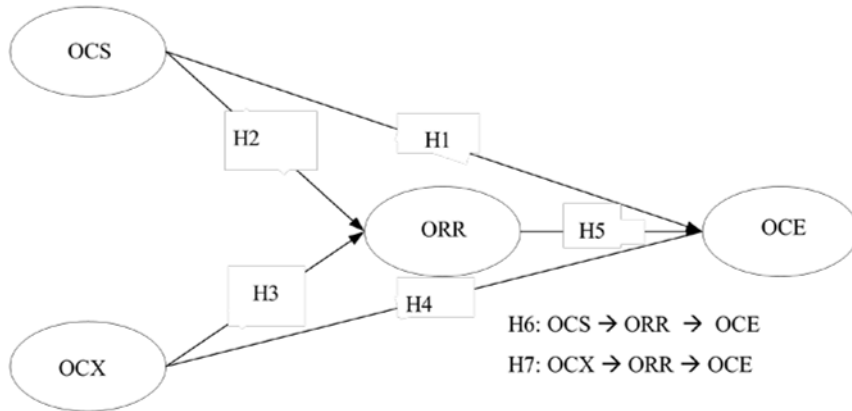 OCS
H2
H1
ORR
H5
OCE
H3
H4
OCX
H6: OCS → ORR → OCE
H7: OCX → ORR → OCE